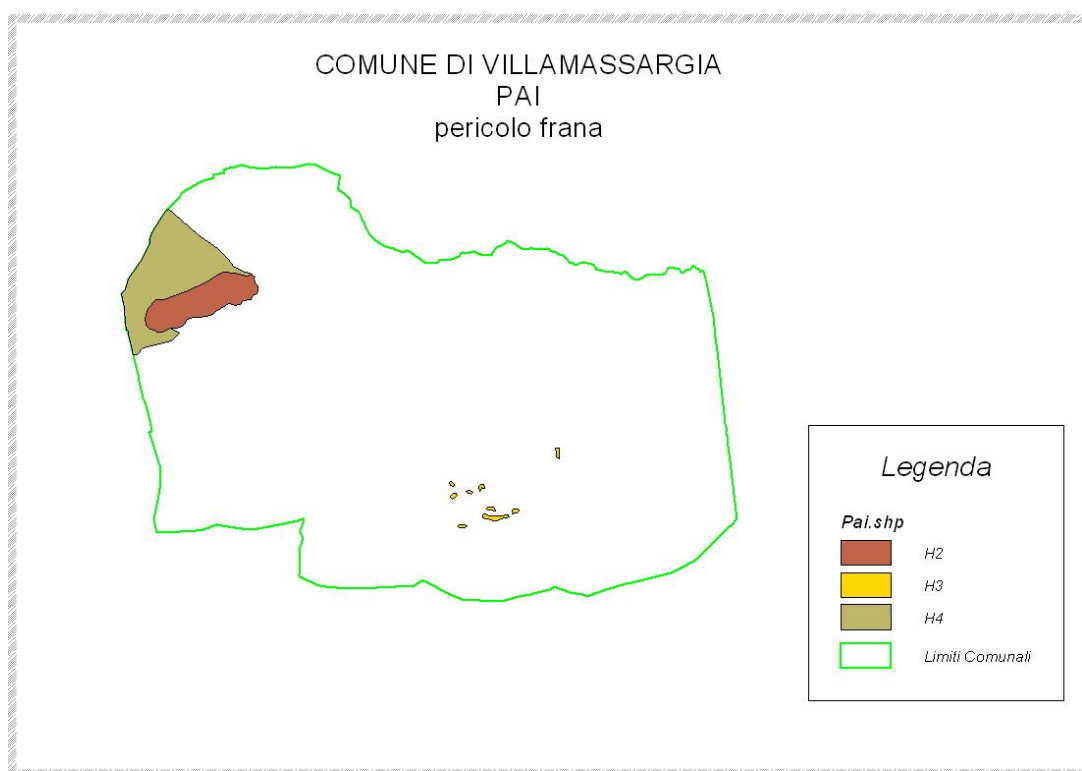 COMUNE DI VILLAMASSARGIA
PAI
pericolo frana
Legenda
Pai.shp
H2
H3
H4
Limiti Comunali